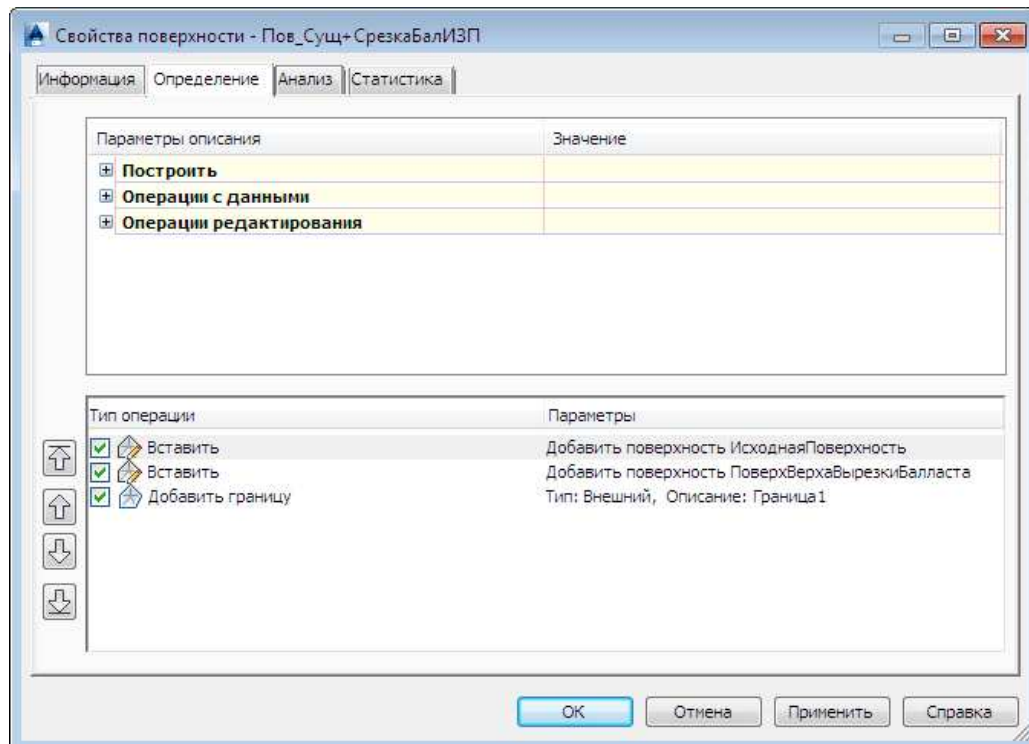 Свойства поверхности - Пов_Сущ+СрезкаБалИЗП
Информация Определение Анализ Статистика
Параметры описания Значение
Построить
Операции с данными
Операции редактирования
Тип операции Параметры
Вставить Добавить поверхность ИсходнаяПоверхность
Вставить Добавить поверхность ПоверхВерхаВырезкиБалласта
Добавить границу Тип: Внешний, Описание: Граница1
ОК Отмена Применить Справка